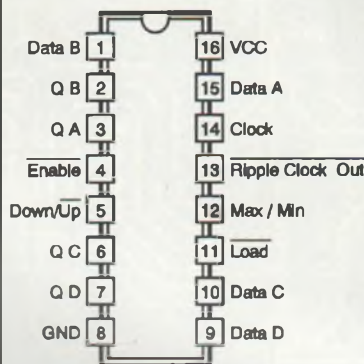 Data B 1 16 VCC
Q B 2 15 Data A
Q A 3 14 Clock
Enable 4 13 Ripple Clock Out
Down/Up 5 12 Max / Min
Q C 6 11 Load
Q D 7 10 Data C
GND 8 9 Data D